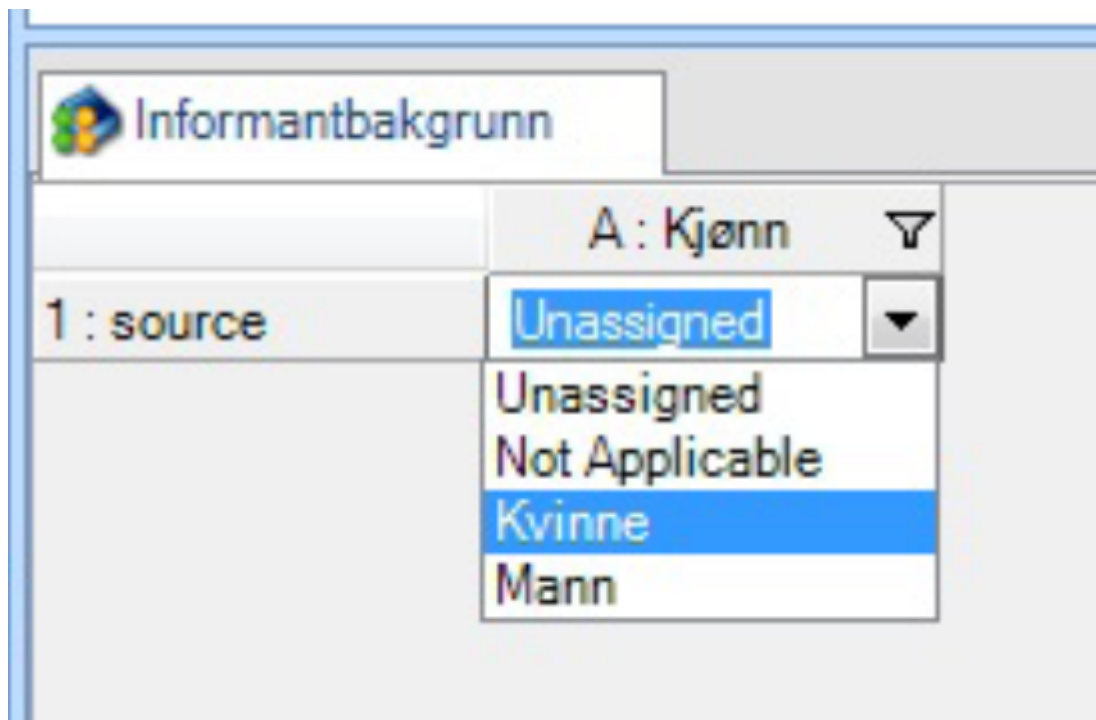 Informantbakgrunn
A : Kjønn
1 : source Unassigned
Unassigned
Not Applicable
Kvinne
Mann